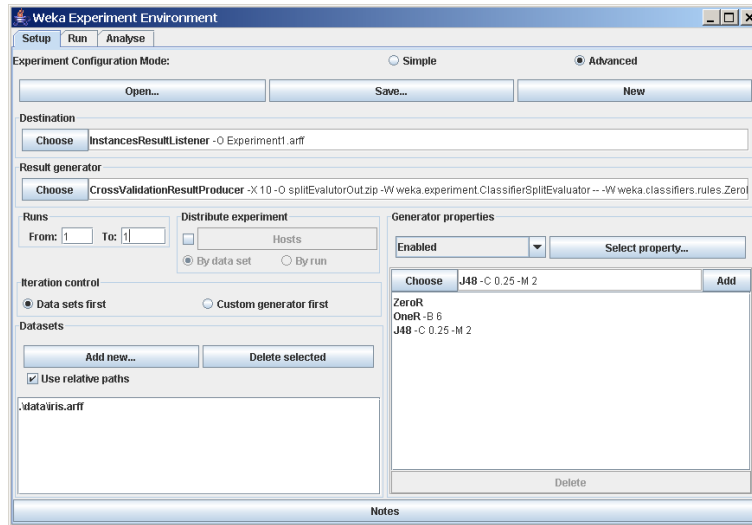 Weka Experiment Environment
Setup Run Analyse
Experiment Configuration Mode: Simple Advanced
Open... Save... New
Destination
Choose InstancesResultListener -O Experiment1.arff
Result generator
Choose CrossValidationResultProducer -X 10 -O splitEvalutorOut.zip -W weka.experiment.ClassifierSplitEvaluator -- -W weka.classifiers.rules.ZeroR
Runs
From: 1 To: 1
Distribute experiment
Hosts
By data set By run
Generator properties
Enabled Select property...
Choose J48 -C 0.25 -M 2 Add
ZeroR
OneR -B 6
J48 -C 0.25 -M 2
Delete
Iteration control
Data sets first Custom generator first
Datasets
Add new... Delete selected
Use relative paths
.\data\iris.arff
Notes